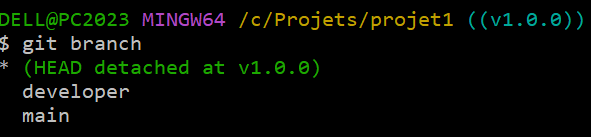 DELL@PC2023 MINGW64 /c/Projets/projet1 ((v1.0.0))
$ git branch
* (HEAD detached at v1.0.0)
  developer
  main